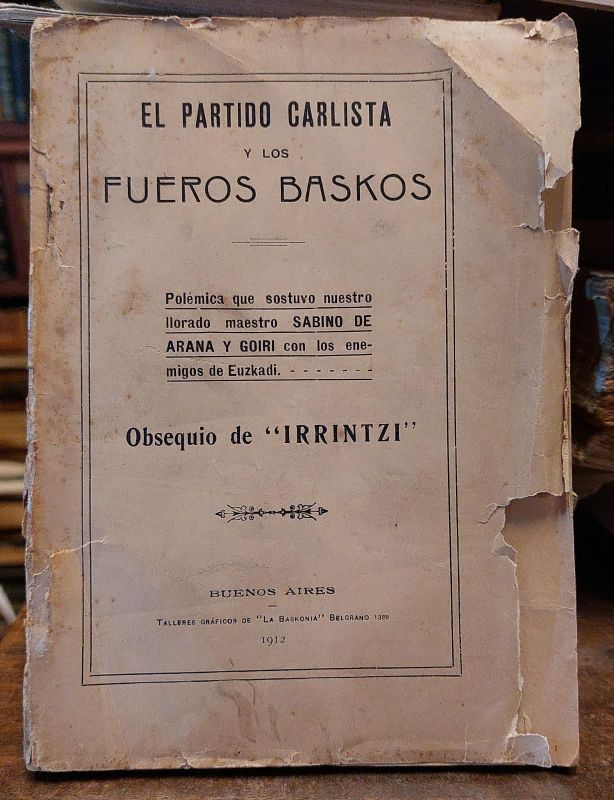 EL PARTIDO CARLISTA
Y LOS
FUEROS BASKOS
Polémica que sostuvo nuestro
llorado maestro SABINO DE
ARANA Y GOIRI con los ene-
migos de Euzkadi. - - - - - - -
Obsequio de “IRRINTZI”
BUENOS AIRES
—
TALLERES GRÁFICOS DE “LA BASKONIA” BELGRANO 1389
1912